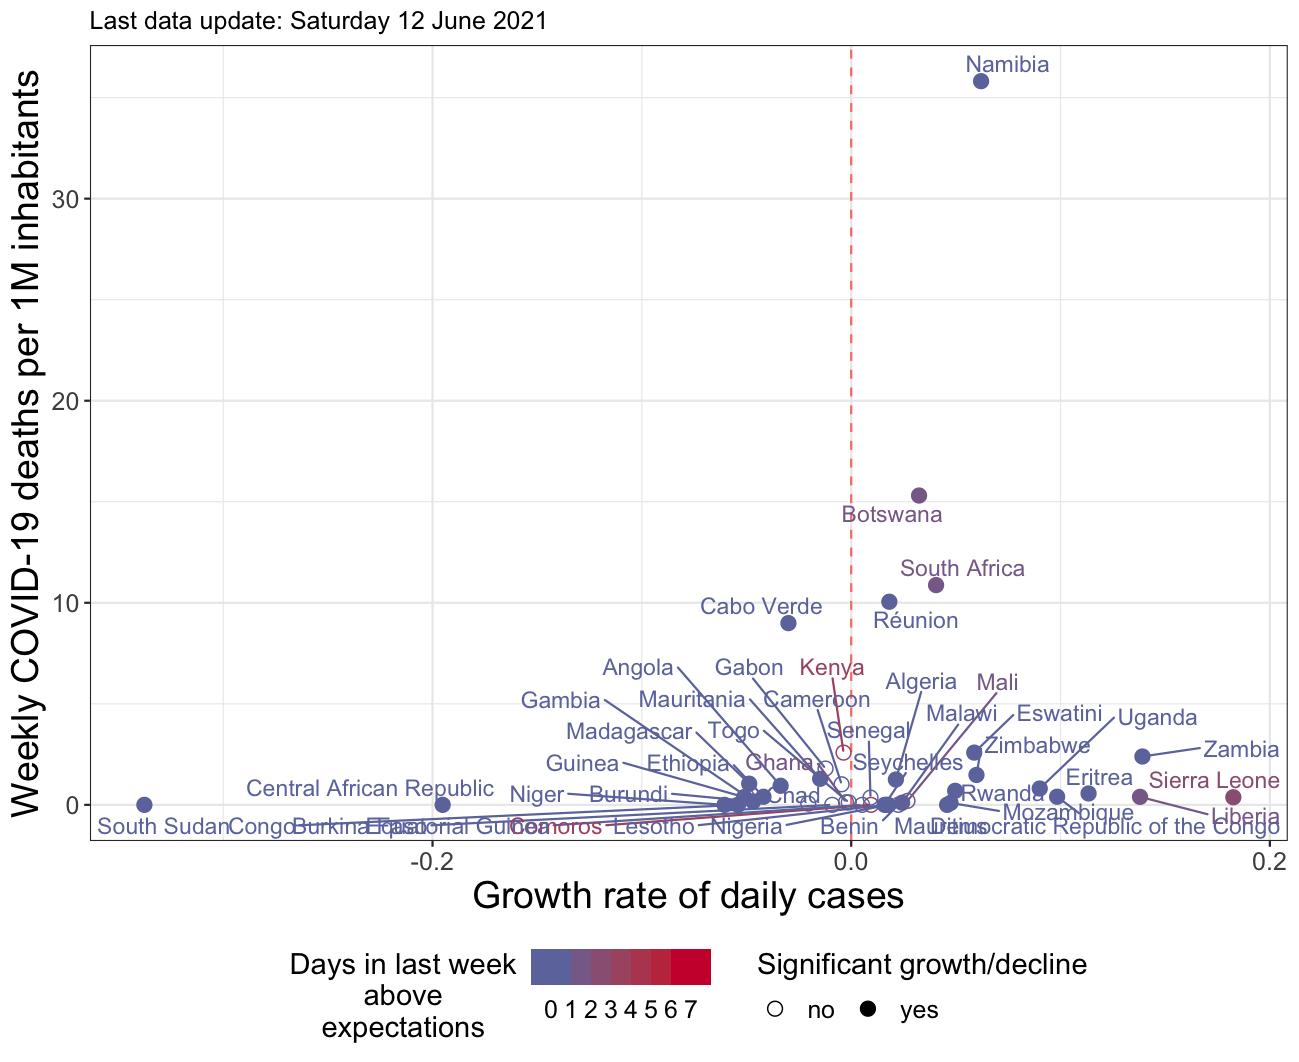 Last data update: Saturday 12 June 2021
Weekly COVID-19 deaths per 1M inhabitants
30
20
10
0
Namibia
Botswana
South Africa
Cabo Verde
Réunion
Angola
Gabon
Kenya
Algeria
Mali
Gambia
Mauritania
Cameroon
Malawi
Eswatini
Uganda
Madagascar
Togo
Senegal
Zimbabwe
Zambia
Guinea
Ethiopia
Ghana
Seychelles
Eritrea
Sierra Leone
Central African Republic
Niger
Burundi
Chad
Rwanda
Mozambique
Liberia
South Sudan
Congo
Burkina Faso
Equatorial Guinea
Comoros
Lesotho
Nigeria
Benin
Mauritius
Democratic Republic of the Congo
-0.2
0.0
0.2
Growth rate of daily cases
Days in last week
above
expectations
0 1 2 3 4 5 6 7
Significant growth/decline
no
yes